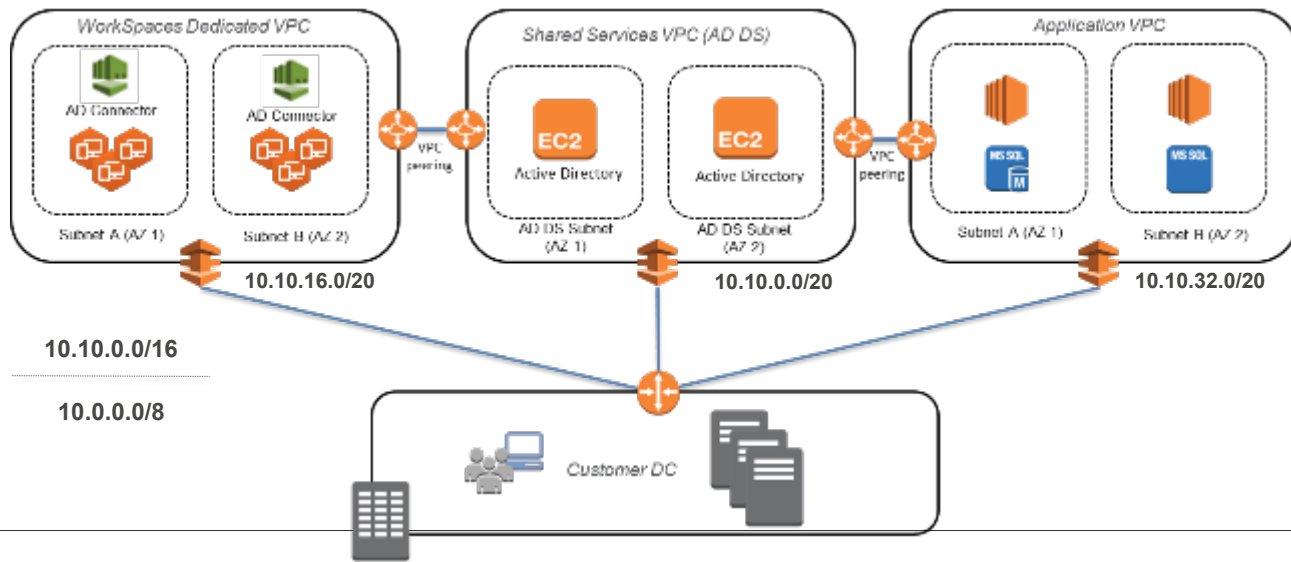 WorkSpaces Dedicated VPC
AD Connector
AD Connector
Subnet A (AZ 1)
Subnet B (AZ 2)
10.10.16.0/20
VPC
peering
Shared Services VPC (AD DS)
EC2
Active Directory
EC2
Active Directory
AD DS Subnet
(AZ 1)
AD DS Subnet
(AZ 2)
10.10.0.0/20
VPC
peering
Application VPC
MS SQL
M
MS SQL
Subnet A (AZ 1)
Subnet B (AZ 2)
10.10.32.0/20
10.10.0.0/16
10.0.0.0/8
Customer DC